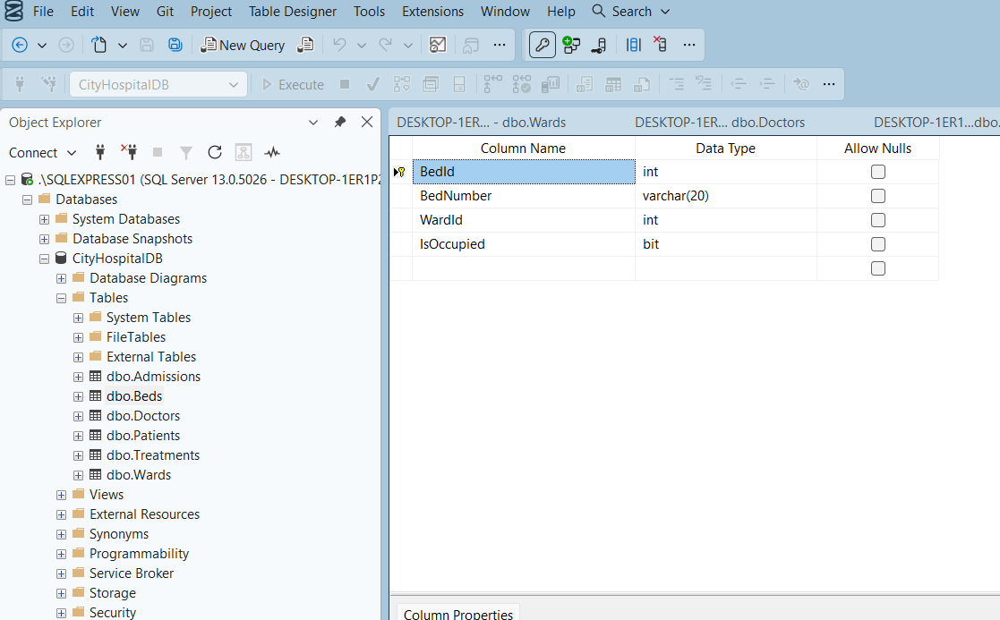 File Edit View Git Project Table Designer Tools Extensions Window Help Search
New Query
CityHospitalDB Execute
Object Explorer
Connect
.\SQLEXPRESS01 (SQL Server 13.0.5026 - DESKTOP-1ER1P2
Databases
System Databases
Database Snapshots
CityHospitalDB
Database Diagrams
Tables
System Tables
FileTables
External Tables
dbo.Admissions
dbo.Beds
dbo.Doctors
dbo.Patients
dbo.Treatments
dbo.Wards
Views
External Resources
Synonyms
Programmability
Service Broker
Storage
Security
DESKTOP-1ER... - dbo.Wards DESKTOP-1ER... dbo.Doctors DESKTOP-1ER1...dbo.
Column Name Data Type Allow Nulls
BedId int
BedNumber varchar(20)
WardId int
IsOccupied bit
Column Properties